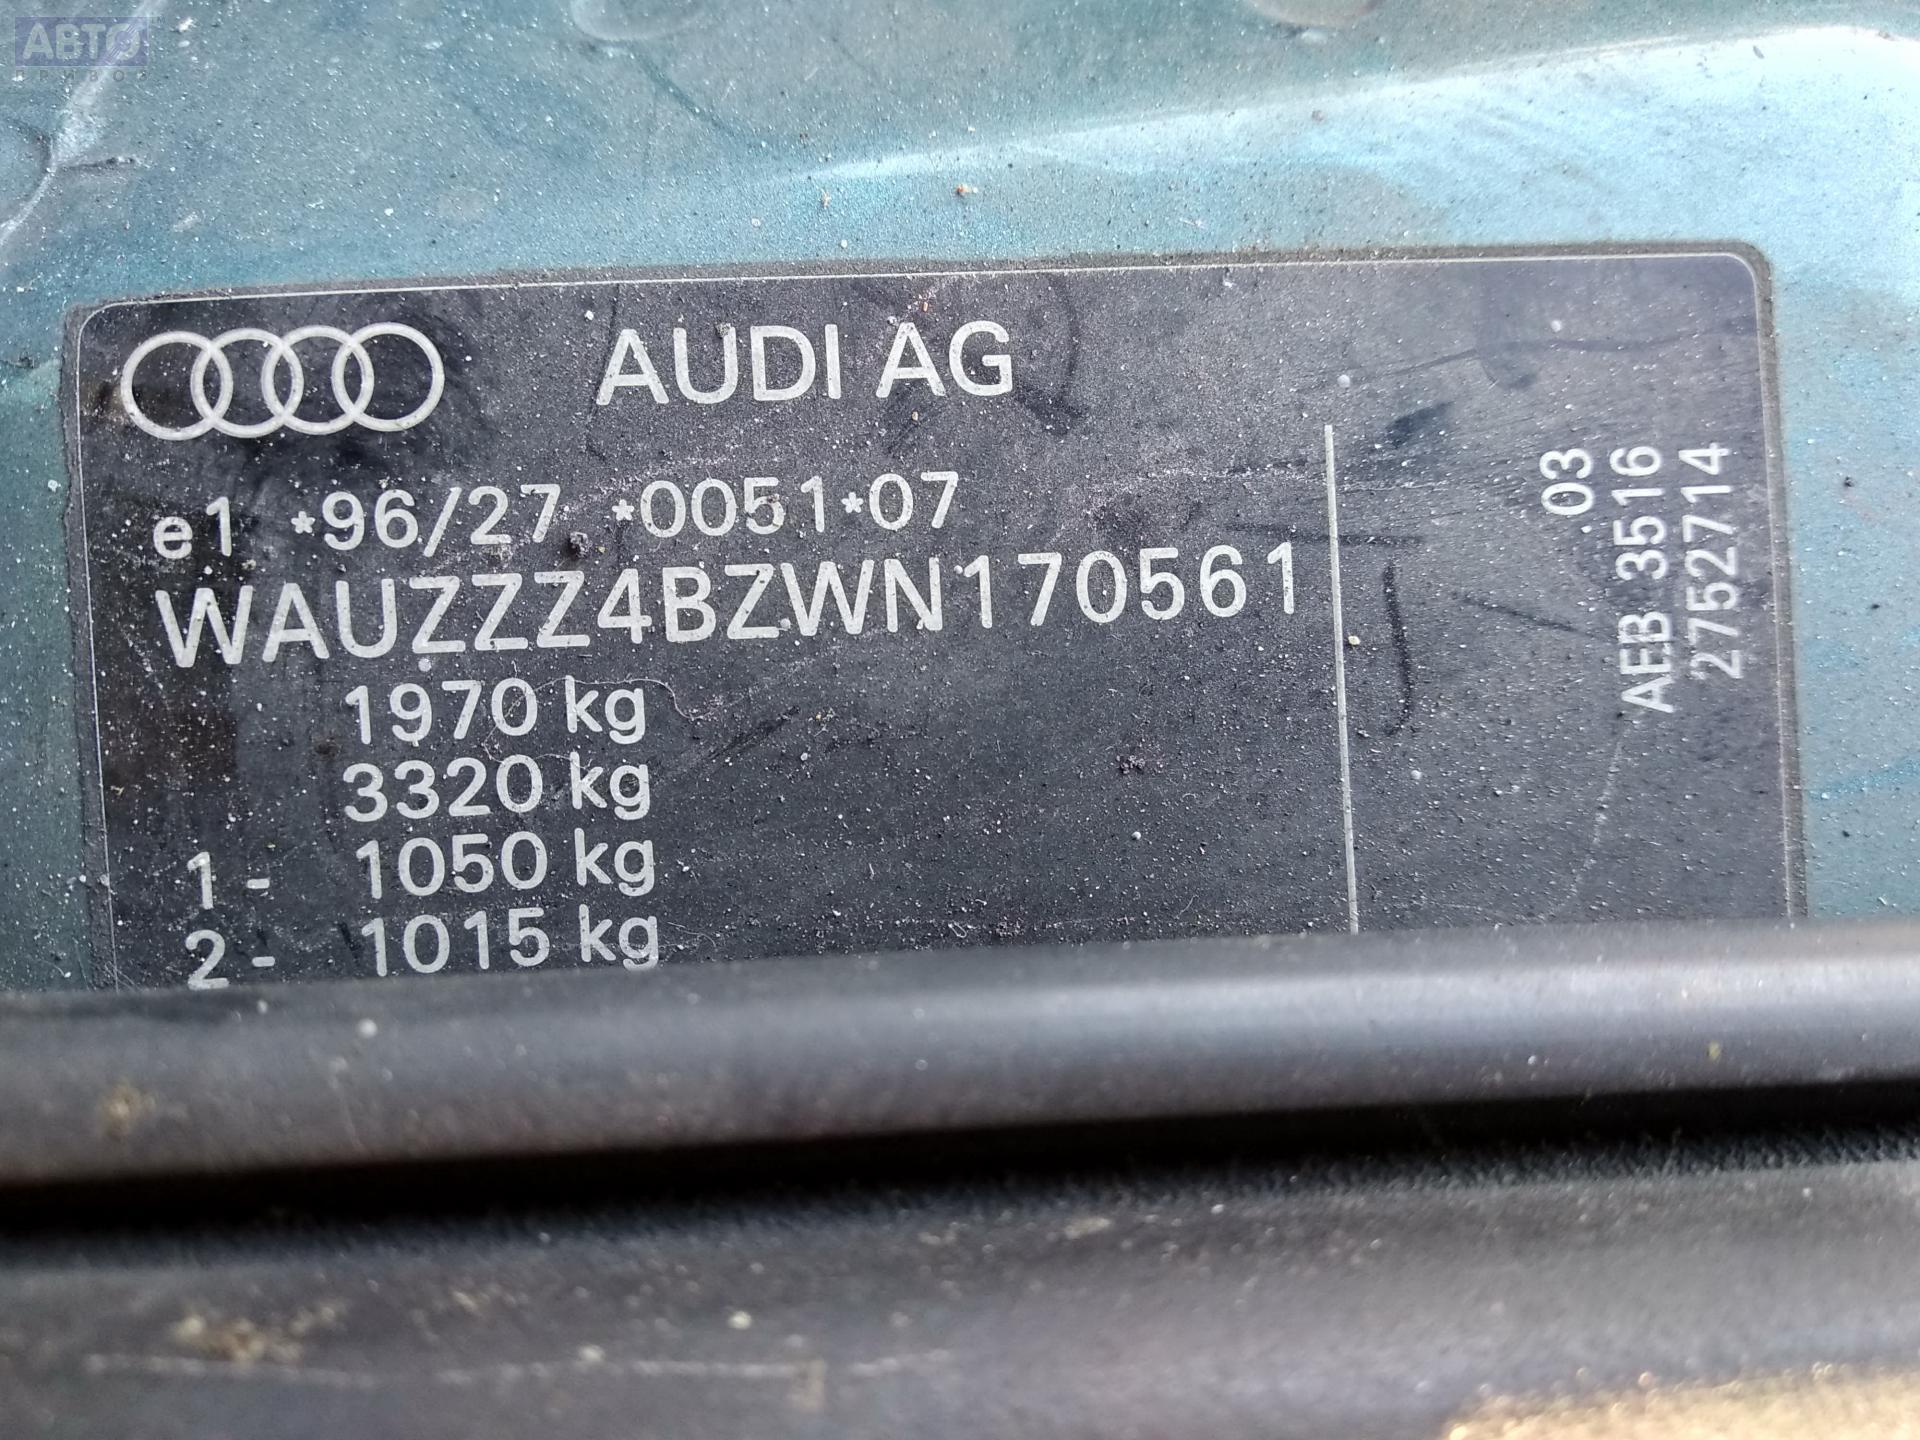 АВТО
ПРИВОЗ
AUDI AG
e1 *96/27 *0051*07
WAUZZZ4BZWN170561
1970 kg
3320 kg
1 - 1050 kg
2 - 1015 kg
.03
AEB 3516
2752714